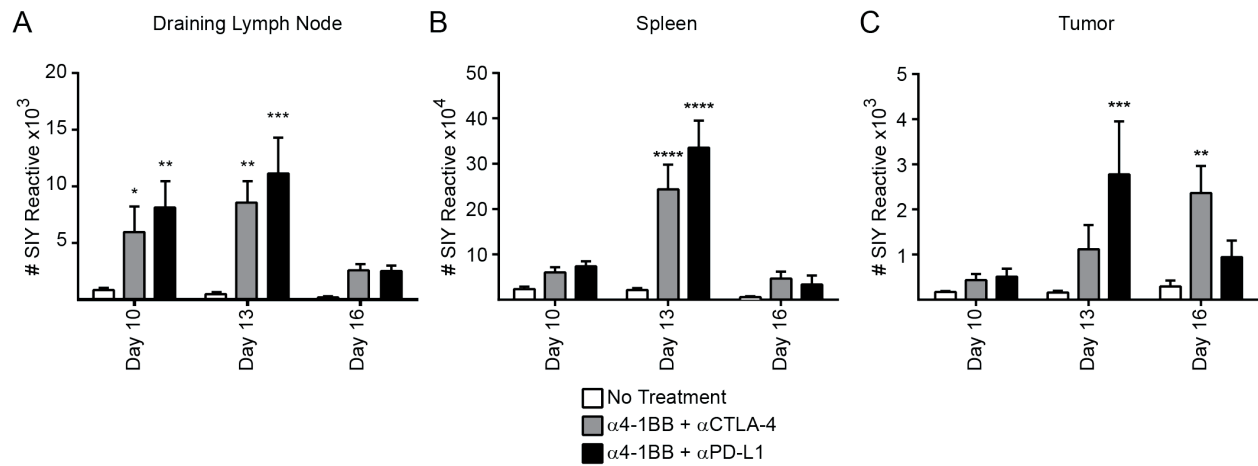 A
Draining Lymph Node
# SIY Reactive x10³
20
15
10
5
*
**
**
***
Day 10
Day 13
Day 16
B
Spleen
# SIY Reactive x10⁴
50
40
30
20
10
****
****
Day 10
Day 13
Day 16
C
Tumor
# SIY Reactive x10³
5
4
3
2
1
***
**
Day 10
Day 13
Day 16
No Treatment
α4-1BB + αCTLA-4
α4-1BB + αPD-L1